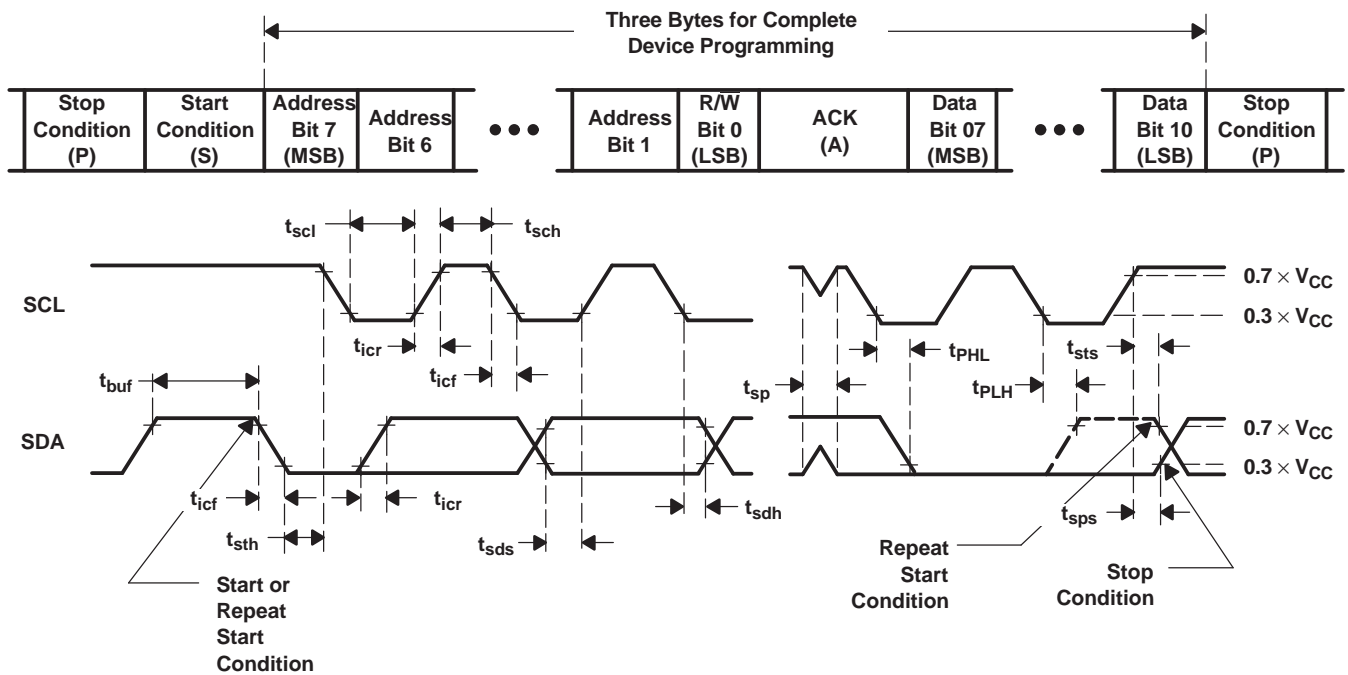 Three Bytes for Complete
Device Programming
Stop
Condition
(P)
Start
Condition
(S)
Address
Bit 7
(MSB)
Address
Bit 6
•••
Address
Bit 1
R/W̅
Bit 0
(LSB)
ACK
(A)
Data
Bit 07
(MSB)
•••
Data
Bit 10
(LSB)
Stop
Condition
(P)
tscl
tsch
0.7 × VCC
SCL
0.3 × VCC
ticr
tPHL
tsts
tbuf
ticf
tsp
tPLH
SDA
0.7 × VCC
0.3 × VCC
ticf
ticr
tsdh
tsps
tsth
tsds
Start or
Repeat
Start
Condition
Repeat
Start
Condition
Stop
Condition